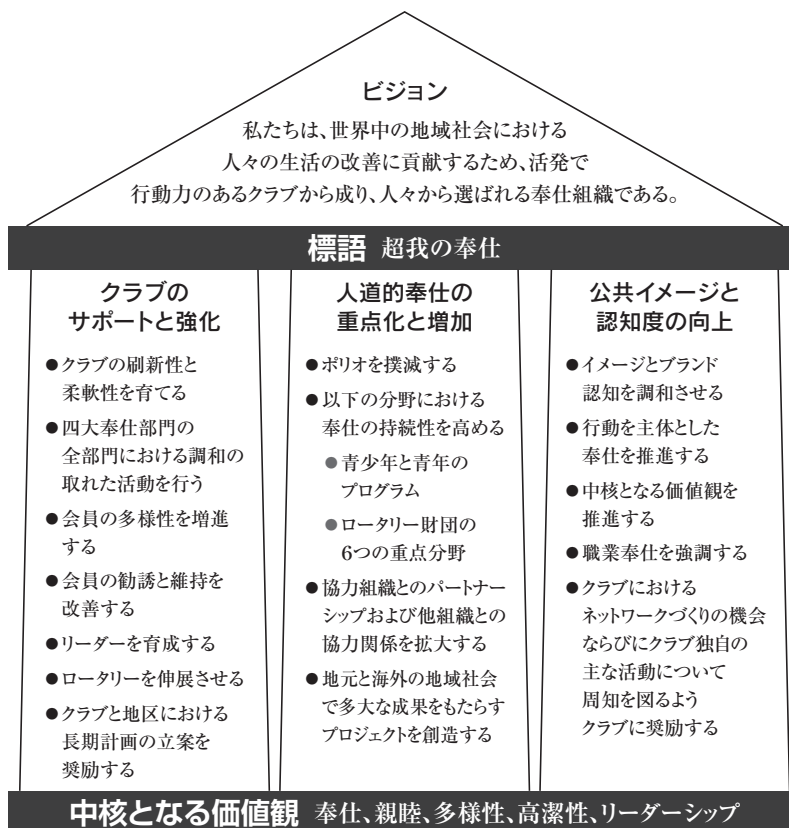 ビジョン
私たちは、世界中の地域社会における
人々の生活の改善に貢献するため、活発で
行動力のあるクラブから成り、人々から選ばれる奉仕組織である。
標語 超我の奉仕
クラブの
サポートと強化
●クラブの刷新性と
柔軟性を育てる
●四大奉仕部門の
全部門における調和の
取れた活動を行う
●会員の多様性を増進
する
●会員の勧誘と維持を
改善する
●リーダーを育成する
●ロータリーを伸展させる
●クラブと地区における
長期計画の立案を
奨励する
人道的奉仕の
重点化と増加
●ポリオを撲滅する
●以下の分野における
奉仕の持続性を高める
●青少年と青年の
プログラム
●ロータリー財団の
6つの重点分野
●協力組織とのパートナー
シップおよび他組織との
協力関係を拡大する
●地元と海外の地域社会
で多大な成果をもたらす
プロジェクトを創造する
公共イメージと
認知度の向上
●イメージとブランド
認知を調和させる
●行動を主体とした
奉仕を推進する
●中核となる価値観を
推進する
●職業奉仕を強調する
●クラブにおける
ネットワークづくりの機会
ならびにクラブ独自の
主な活動について
周知を図るよう
クラブに奨励する
中核となる価値観 奉仕、親睦、多様性、高潔性、リーダーシップ